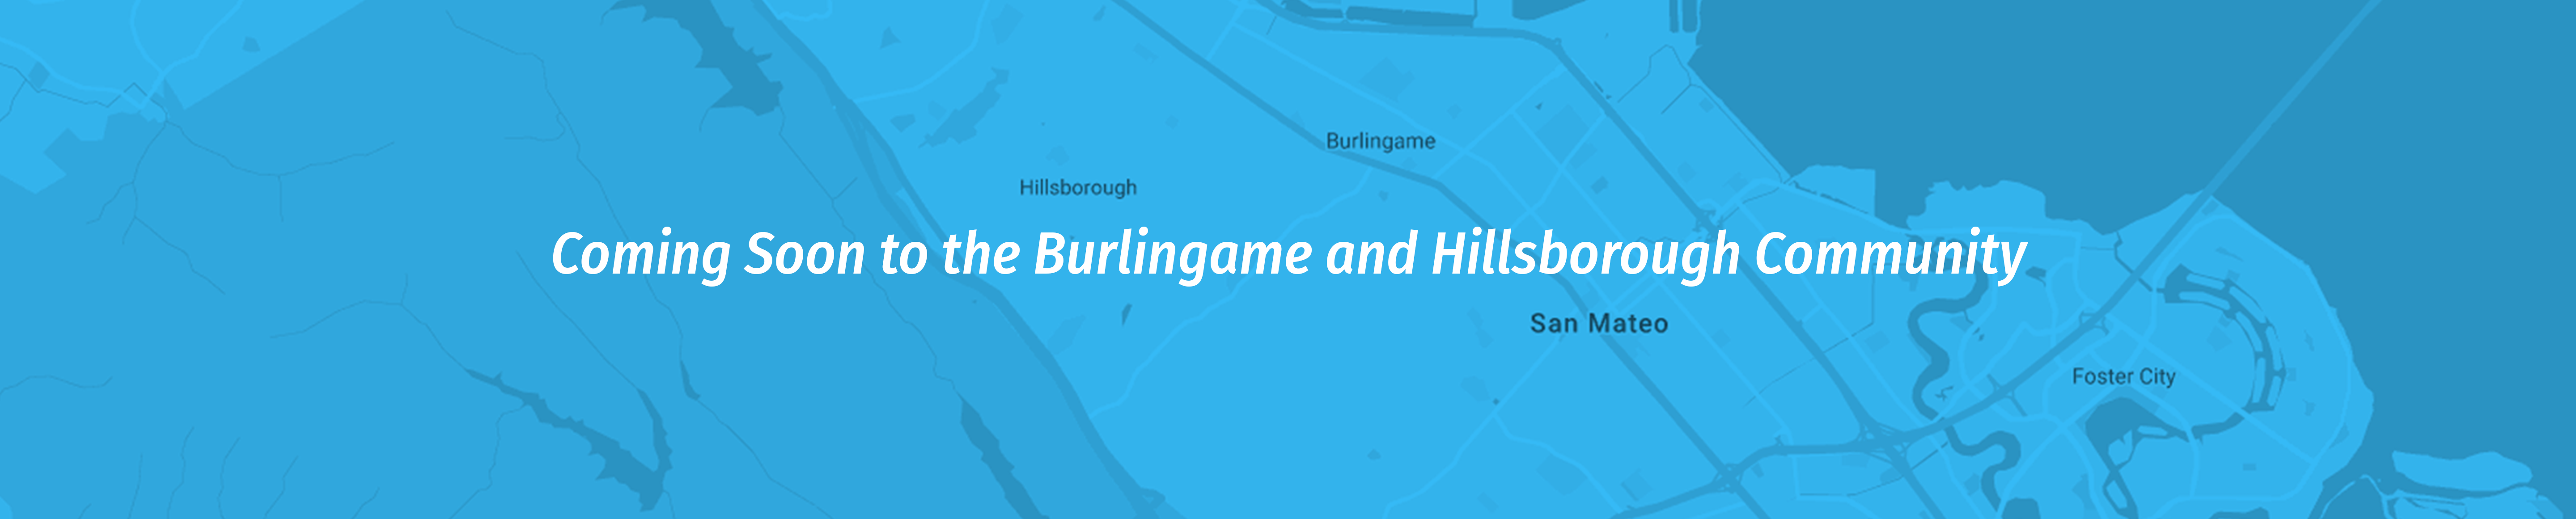 Burlingame
Hillsborough
Coming Soon to the Burlingame and Hillsborough Community
San Mateo
Foster City